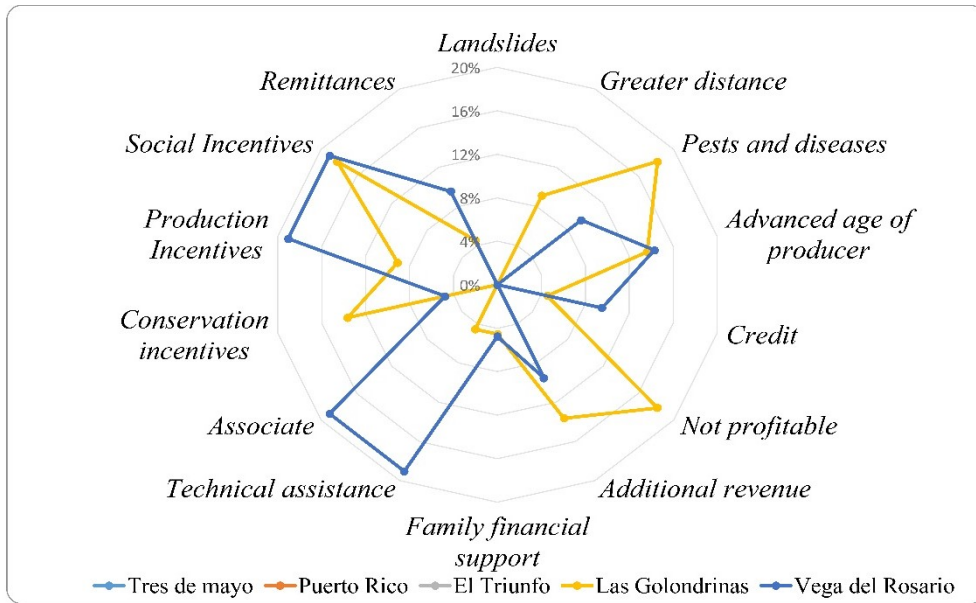 Landslides
20%
Remittances
Greater distance
16%
Social Incentives
12%
Pests and diseases
8%
Production
Incentives
4%
Advanced age of
producer
0%
Conservation
incentives
Credit
Associate
Not profitable
Technical assistance
Additional revenue
Family financial
support
Tres de mayo Puerto Rico El Triunfo Las Golondrinas Vega del Rosario